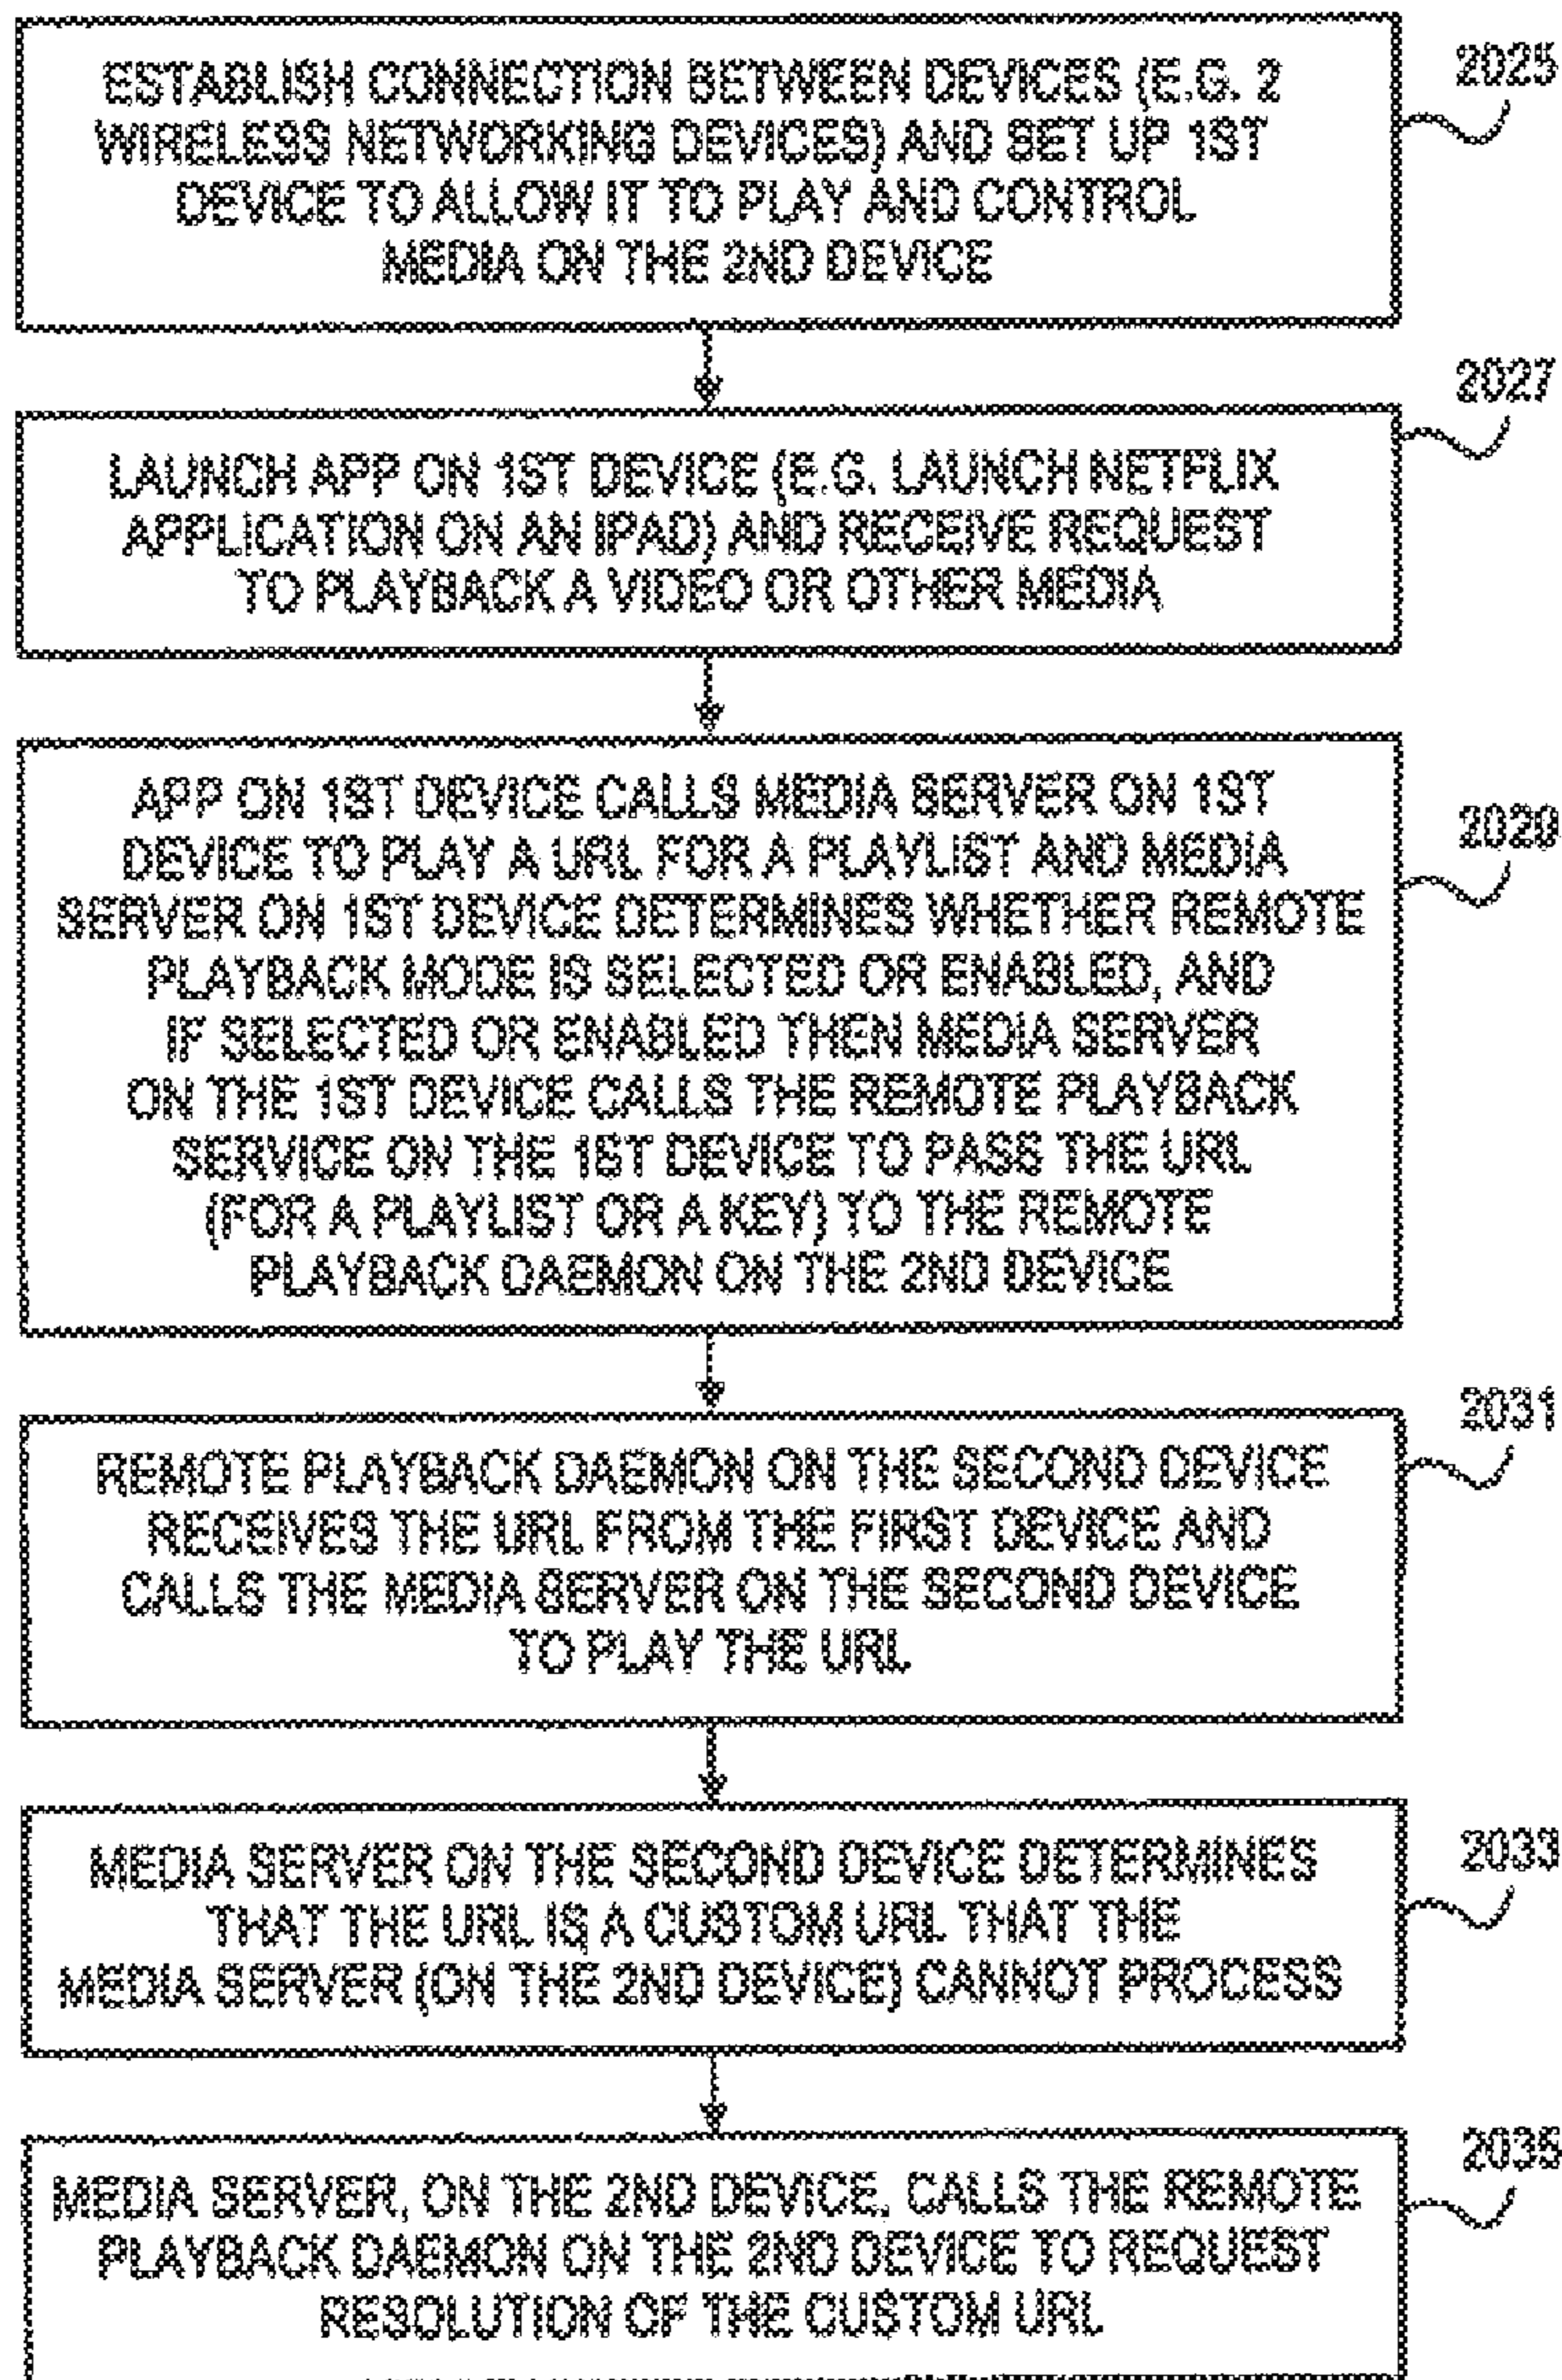 ESTABLISH CONNECTION BETWEEN DEVICES (E.G. 2
WIRELESS NETWORKING DEVICES) AND SET UP 1ST
DEVICE TO ALLOW IT TO PLAY AND CONTROL
MEDIA ON THE 2ND DEVICE
2025
LAUNCH APP ON 1ST DEVICE (E.G. LAUNCH NETFLIX
APPLICATION ON AN IPAD) AND RECEIVE REQUEST
TO PLAYBACK A VIDEO OR OTHER MEDIA
2027
APP ON 1ST DEVICE CALLS MEDIA SERVER ON 1ST
DEVICE TO PLAY A URL FOR A PLAYLIST AND MEDIA
SERVER ON 1ST DEVICE DETERMINES WHETHER REMOTE
PLAYBACK MODE IS SELECTED OR ENABLED, AND
IF SELECTED OR ENABLED THEN MEDIA SERVER
ON THE 1ST DEVICE CALLS THE REMOTE PLAYBACK
SERVICE ON THE 1ST DEVICE TO PASS THE URL
(FOR A PLAYLIST OR A KEY) TO THE REMOTE
PLAYBACK DAEMON ON THE 2ND DEVICE
2029
REMOTE PLAYBACK DAEMON ON THE SECOND DEVICE
RECEIVES THE URL FROM THE FIRST DEVICE AND
CALLS THE MEDIA SERVER ON THE SECOND DEVICE
TO PLAY THE URL
2031
MEDIA SERVER ON THE SECOND DEVICE DETERMINES
THAT THE URL IS A CUSTOM URL THAT THE
MEDIA SERVER (ON THE 2ND DEVICE) CANNOT PROCESS
2033
MEDIA SERVER, ON THE 2ND DEVICE, CALLS THE REMOTE
PLAYBACK DAEMON ON THE 2ND DEVICE TO REQUEST
RESOLUTION OF THE CUSTOM URL
2035